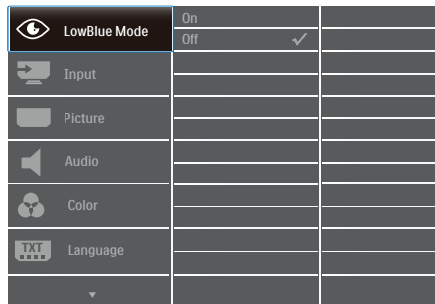 LowBlue Mode
On
Off
Input
Picture
Audio
Color
TXT
Language